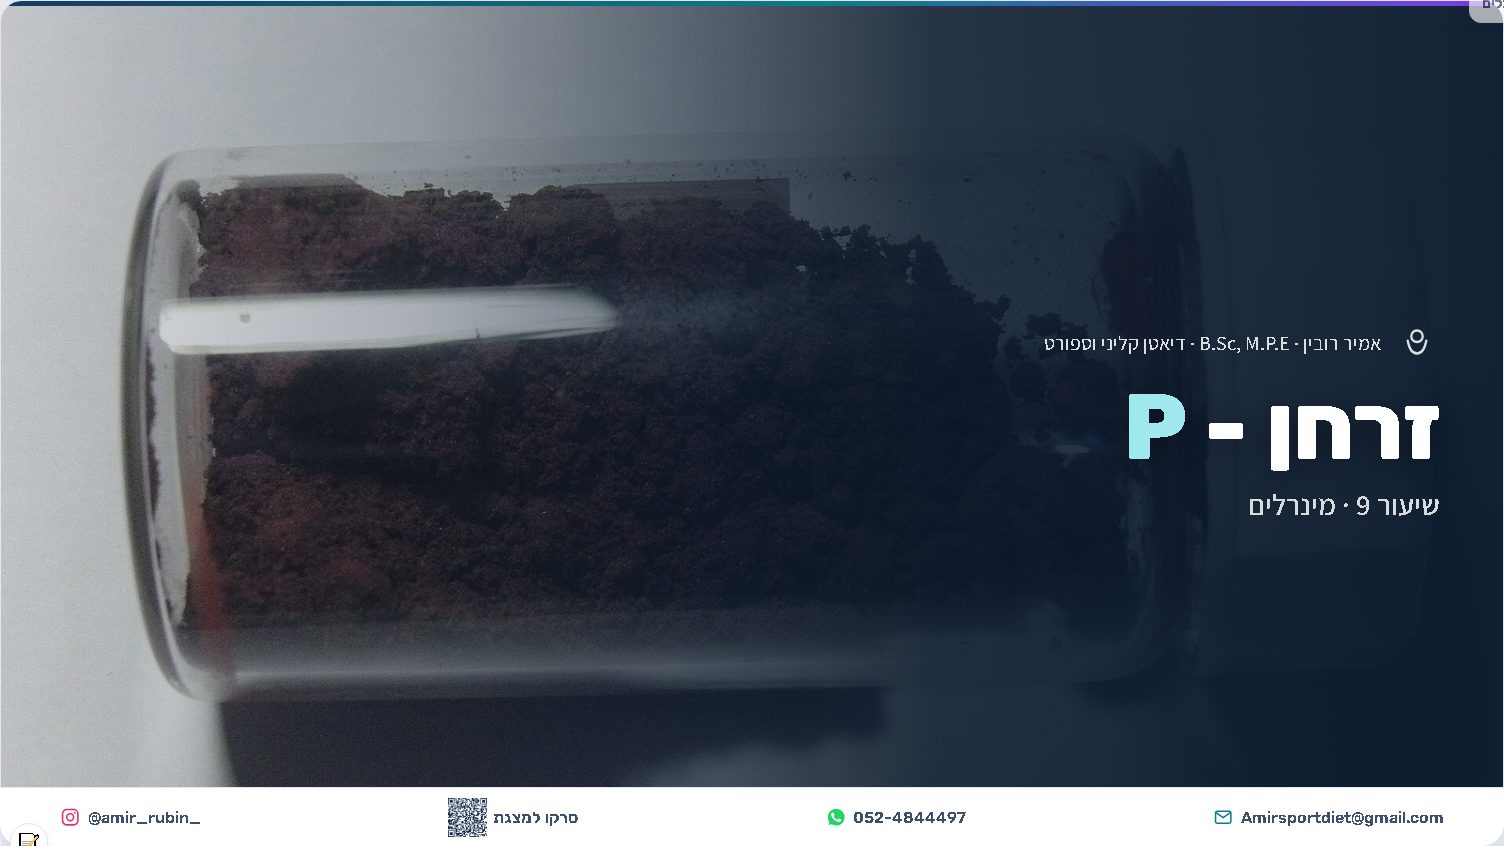 אמיר רובין · B.Sc, M.P.E · דיאטן קליני וספורט
זרחן - P
שיעור 9 · מינרלים
@amir_rubin_
סרקו למצגת
052-4844497
Amirsportdiet@gmail.com